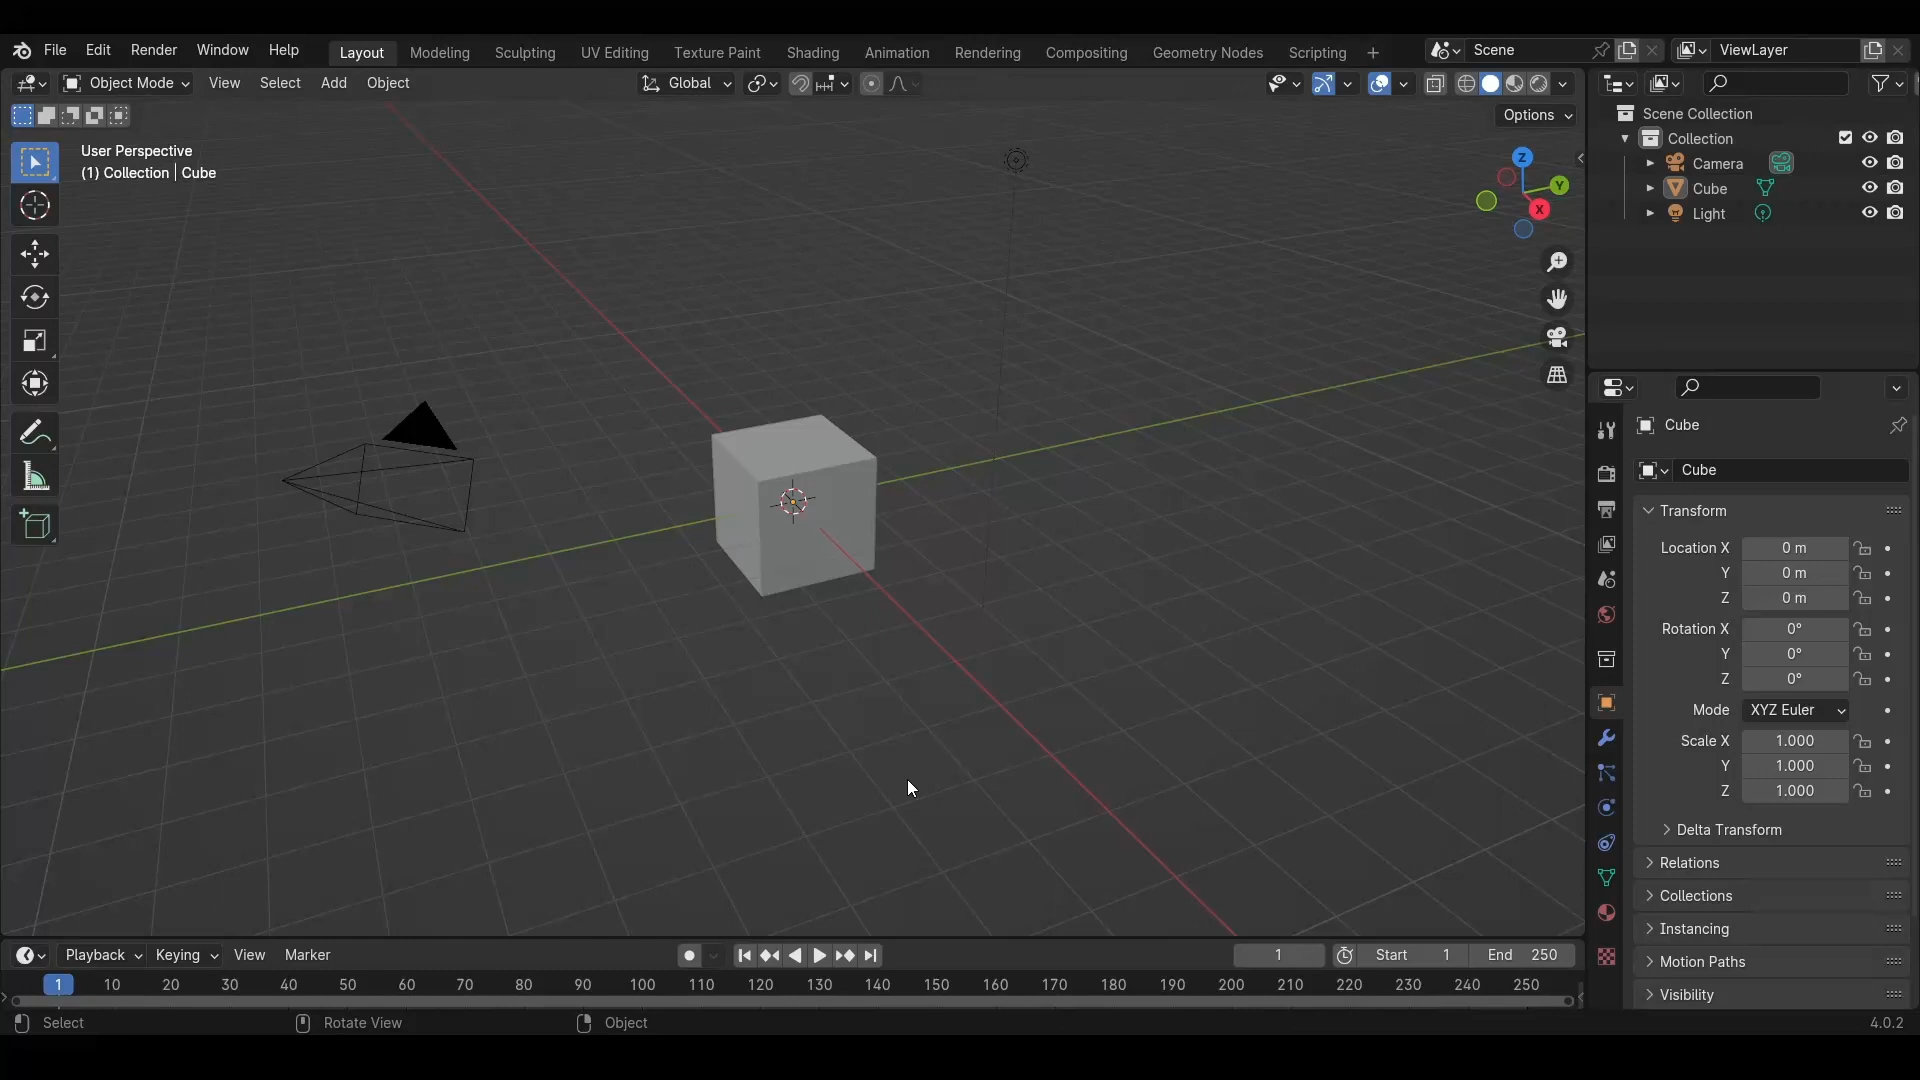 File Edit Render Window Help Layout Modeling Sculpting UV Editing Texture Paint Shading Animation Rendering Compositing Geometry Nodes Scripting + Scene ViewLayer
Object Mode View Select Add Object Global
Options
User Perspective
(1) Collection | Cube
Z
Y
X
Scene Collection
Collection
Camera
Cube
Light
Cube
Cube
Transform
Location X 0 m
Y 0 m
Z 0 m
Rotation X 0°
Y 0°
Z 0°
Mode XYZ Euler
Scale X 1.000
Y 1.000
Z 1.000
Delta Transform
Relations
Collections
Instancing
Motion Paths
Visibility
Playback Keying View Marker 1 Start 1 End 250
1 10 20 30 40 50 60 70 80 90 100 110 120 130 140 150 160 170 180 190 200 210 220 230 240 250
Select Rotate View Object 4.0.2